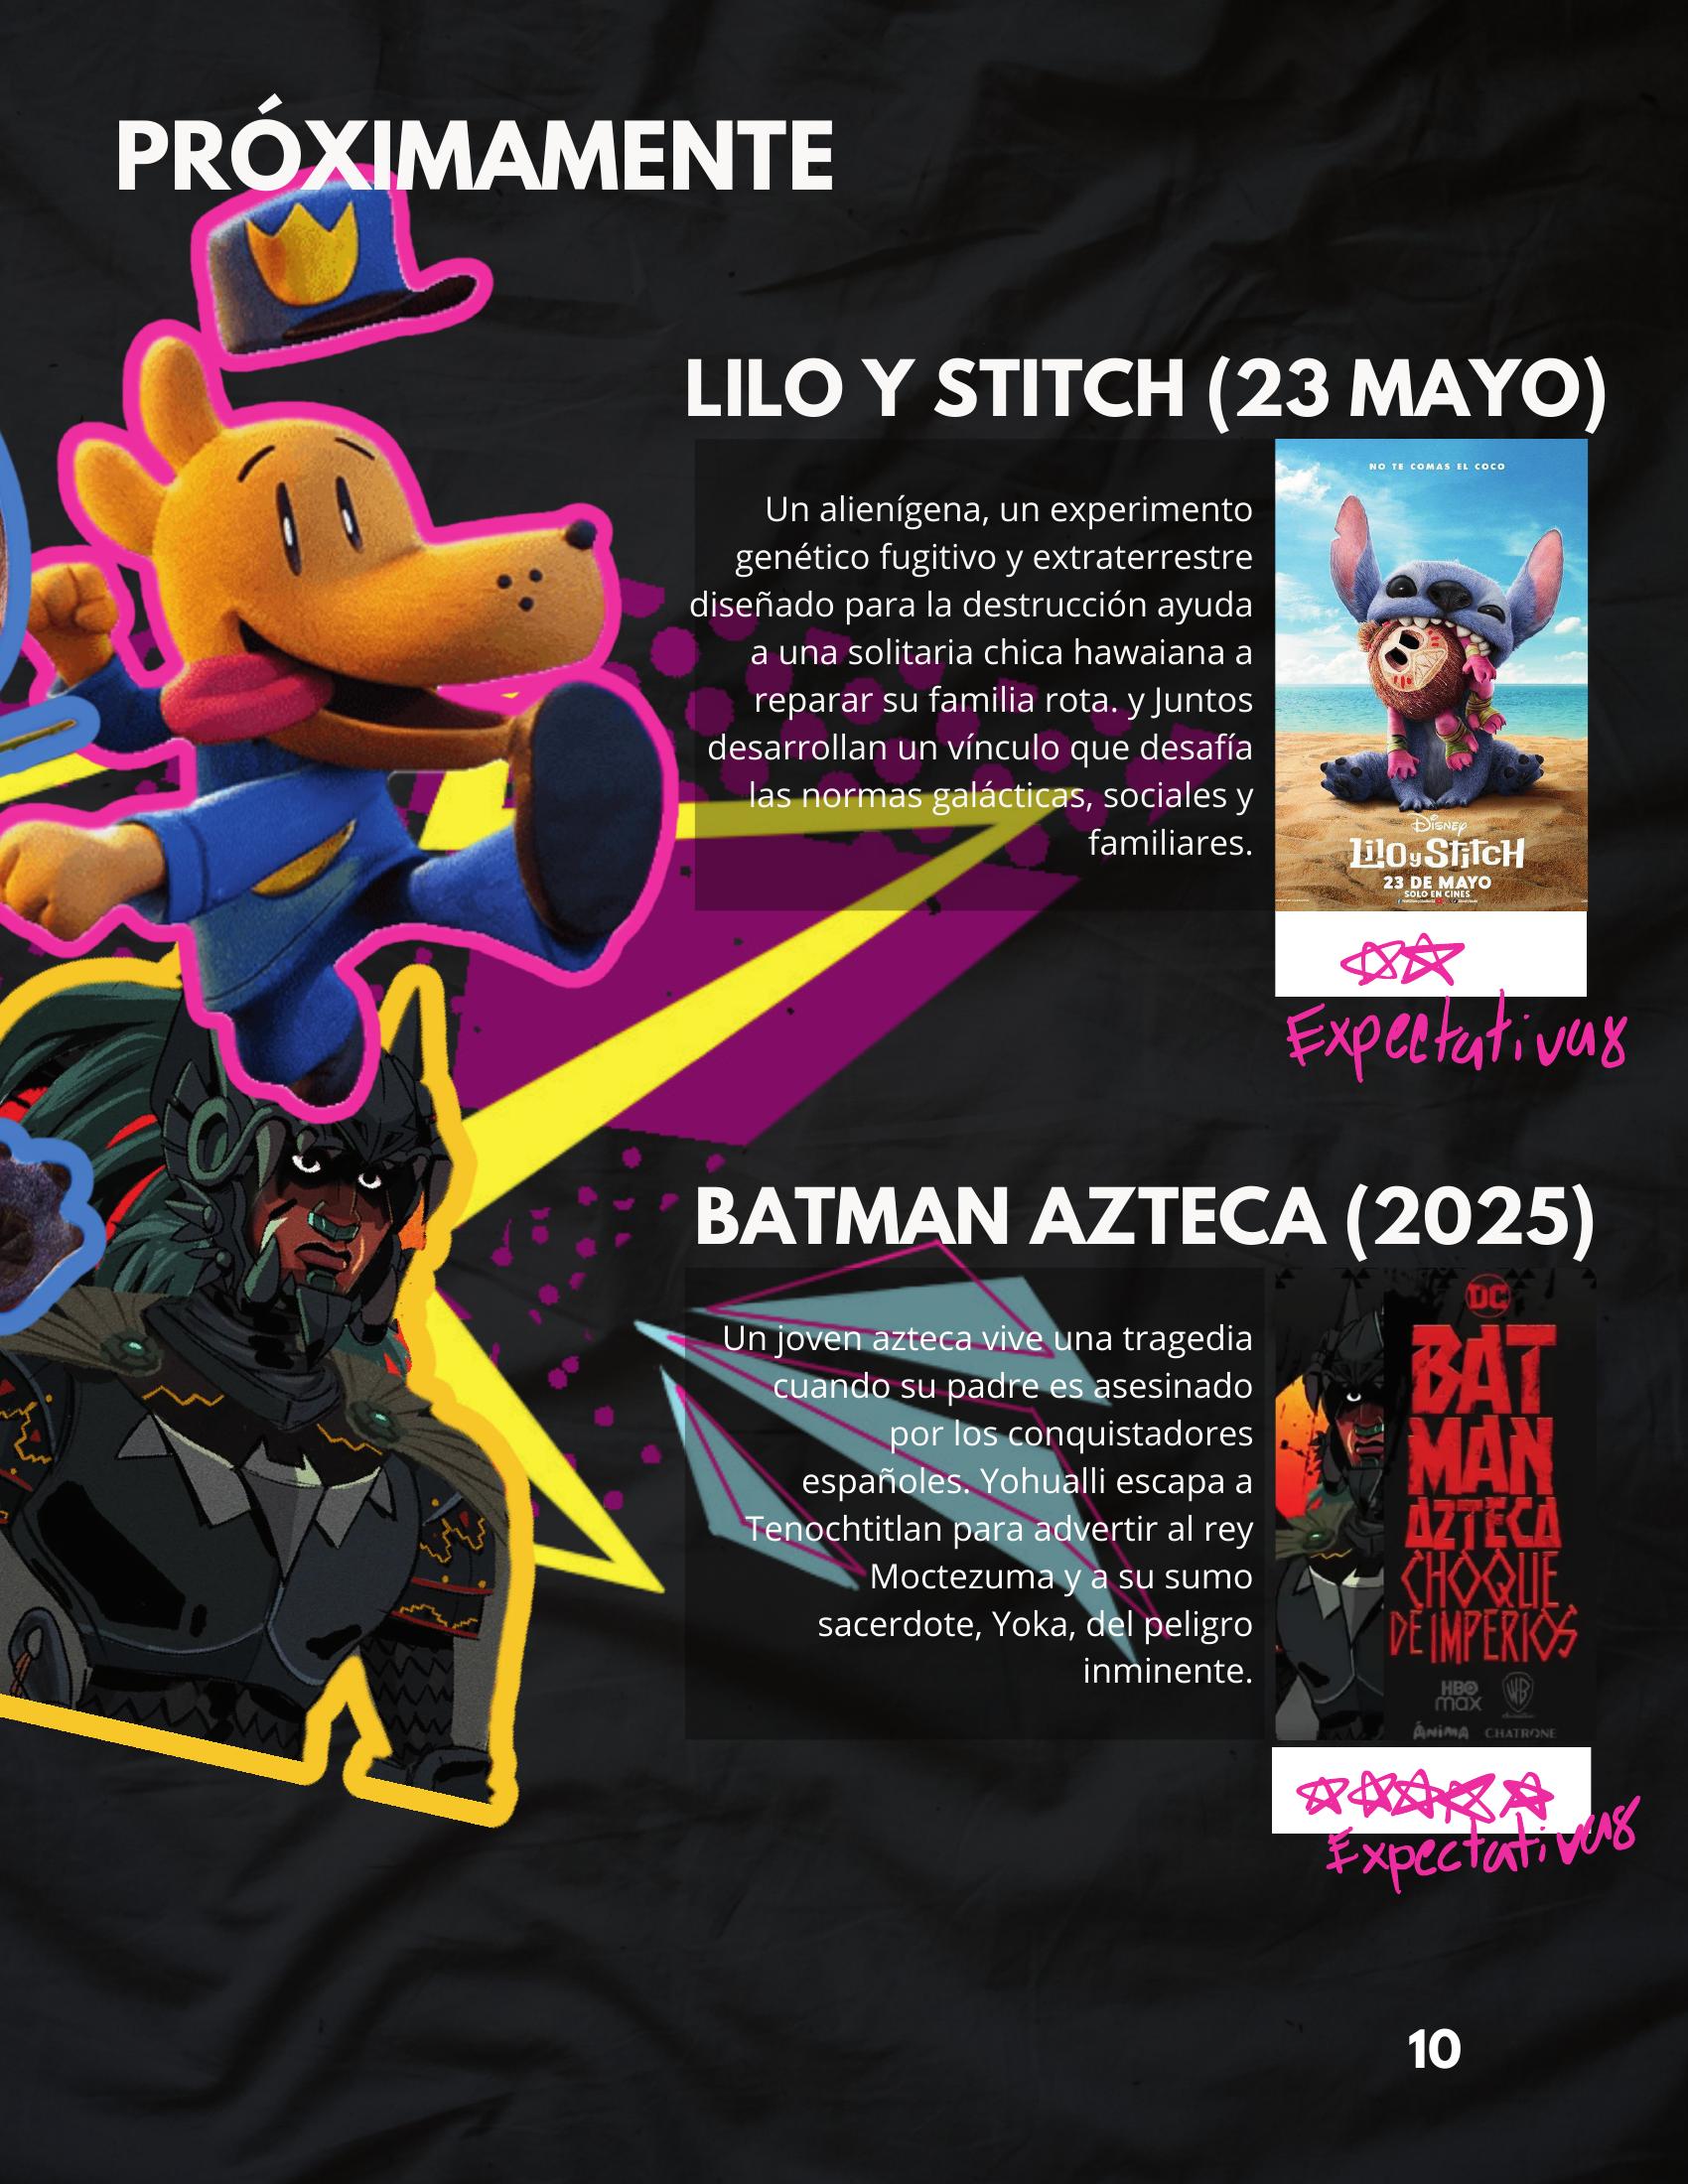 PRÓXIMAMENTE
LILO Y STITCH (23 MAYO)
Un alienígena, un experimento
genético fugitivo y extraterrestre
diseñado para la destrucción ayuda
a una solitaria chica hawaiana a
reparar su familia rota. y Juntos
desarrollan un vínculo que desafía
las normas galácticas, sociales y
familiares.
NO TE COMAS EL COCO
DISNEY
LiLO y STiTCH
23 DE MAYO
SOLO EN CINES
Expectativas
BATMAN AZTECA (2025)
Un joven azteca vive una tragedia
cuando su padre es asesinado
por los conquistadores
españoles. Yohualli escapa a
Tenochtitlan para advertir al rey
Moctezuma y a su sumo
sacerdote, Yoka, del peligro
inminente.
DC
BAT
MAN
AZTECA
CHOQUE
DE IMPERIOS
HBO max WB
ÁNIMA CHATRONE
Expectativas
10